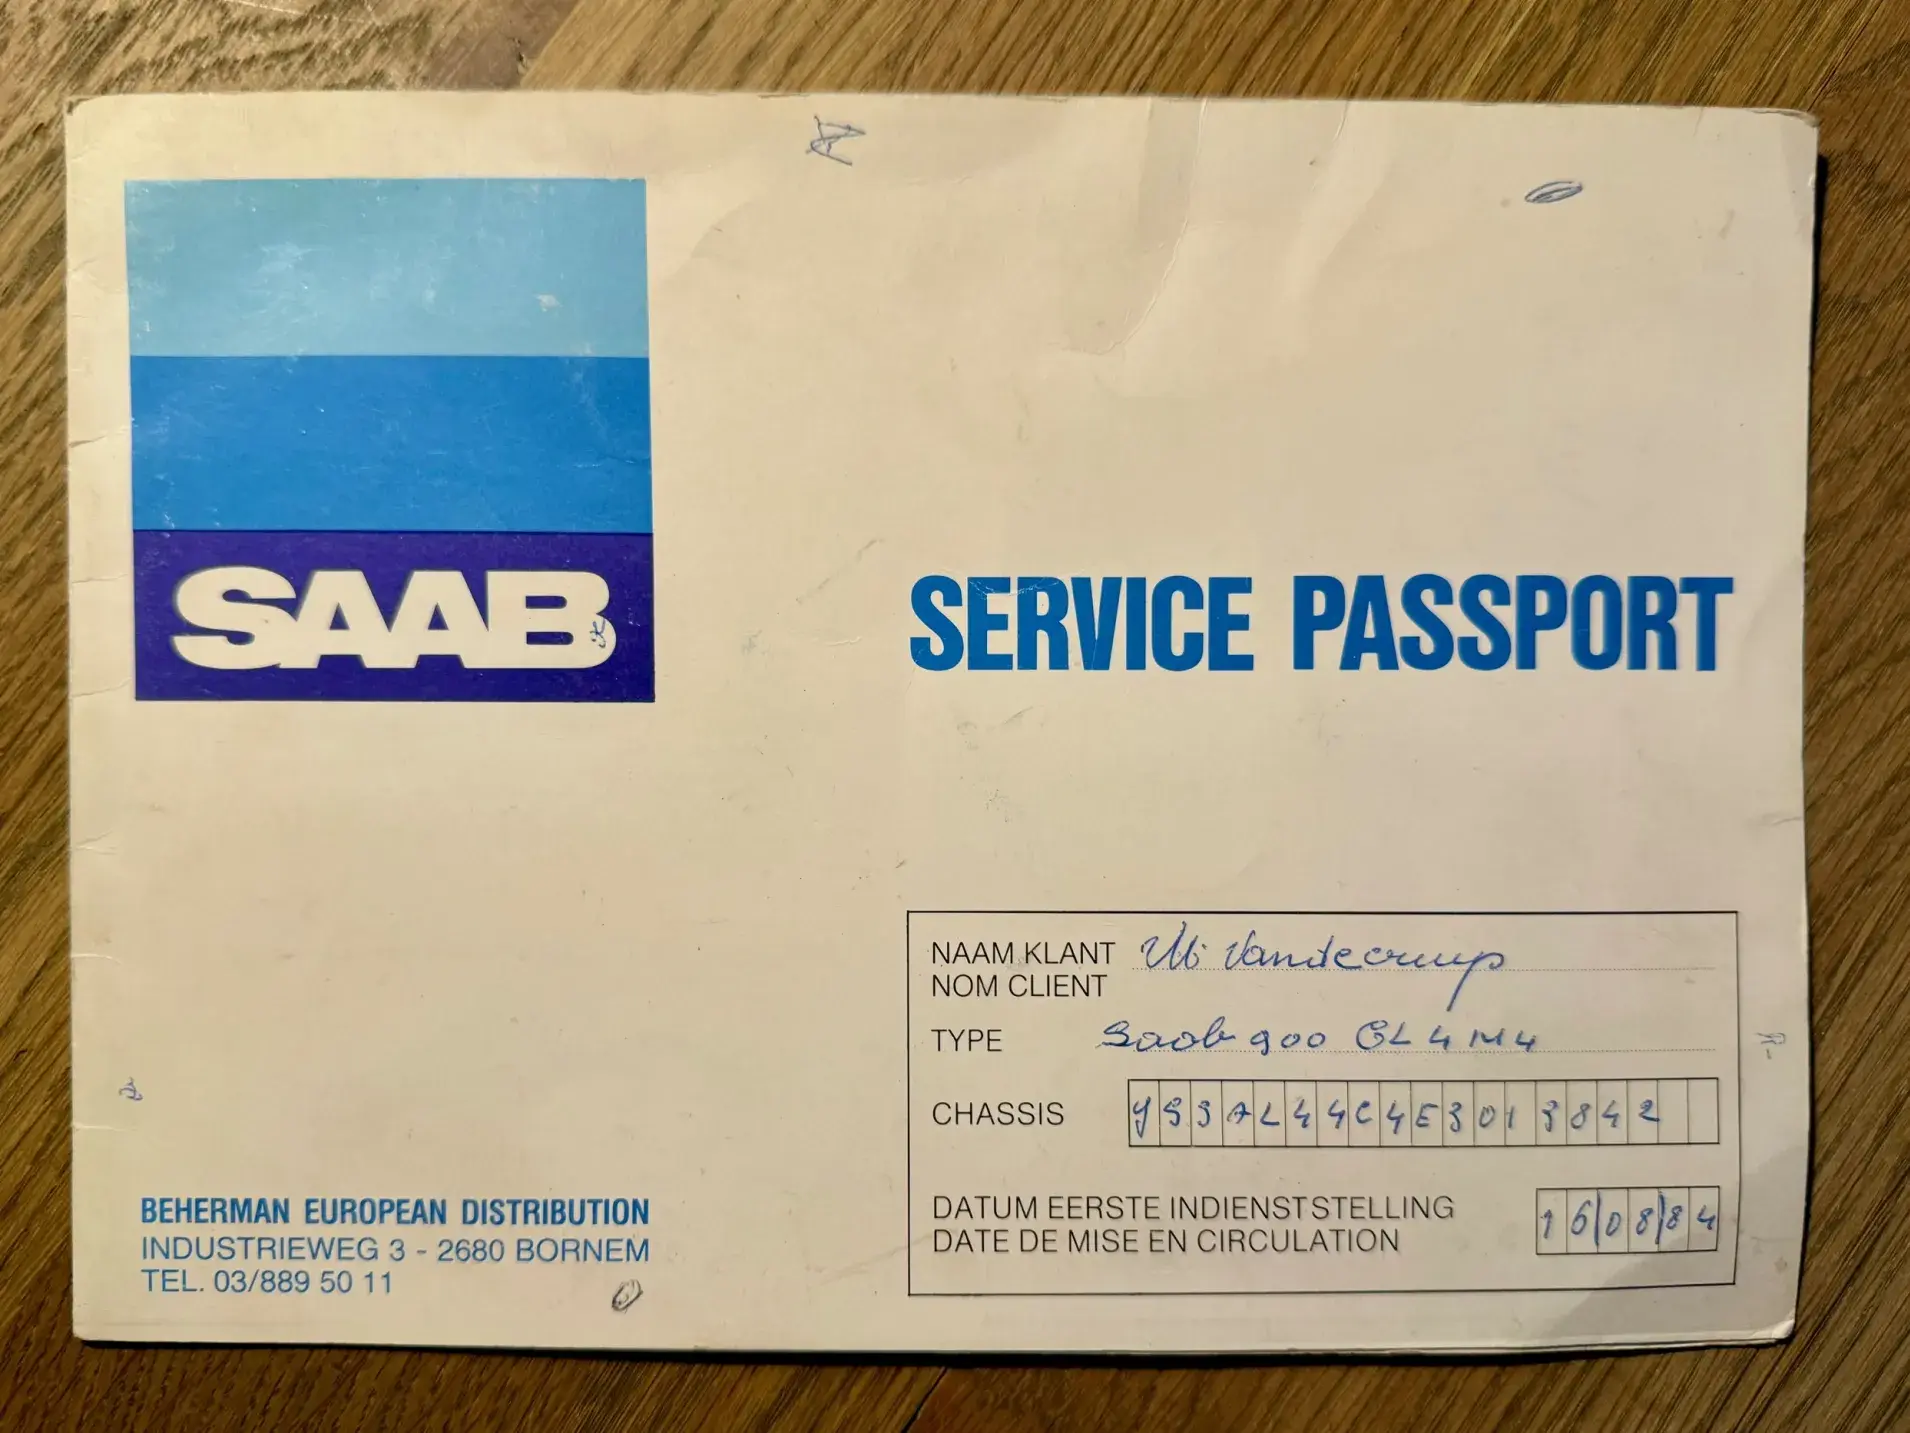 SAAB
SERVICE PASSPORT
NAAM KLANT
NOM CLIENT
TYPE Saab 900 GL 4 M4
CHASSIS YS3AL44C4E3013842
DATUM EERSTE INDIENSTSTELLING 16/08/84
DATE DE MISE EN CIRCULATION
BEHERMAN EUROPEAN DISTRIBUTION
INDUSTRIEWEG 3 - 2680 BORNEM
TEL. 03/889 50 11